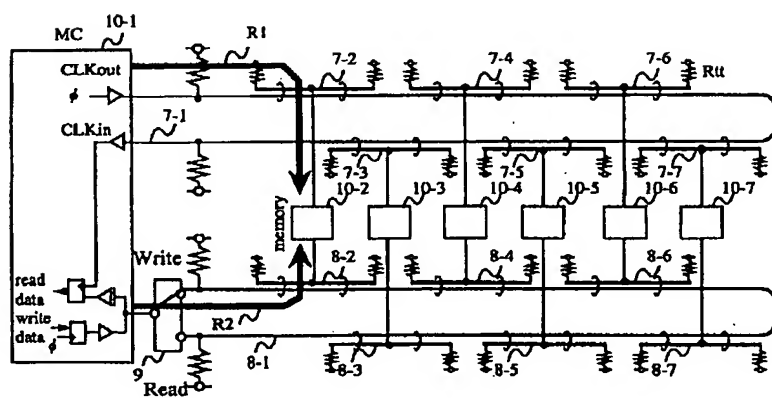 10-1
MC
R1
7-2
7-4
7-6
Rtt
CLKout
ϕ
CLKin
7-1
7-3
7-5
7-7
10-2
10-3
10-4
10-5
10-6
10-7
memory
Write
8-2
8-4
8-6
read
data
write
data
ϕ
R2
9
Read
8-1
8-3
8-5
8-7